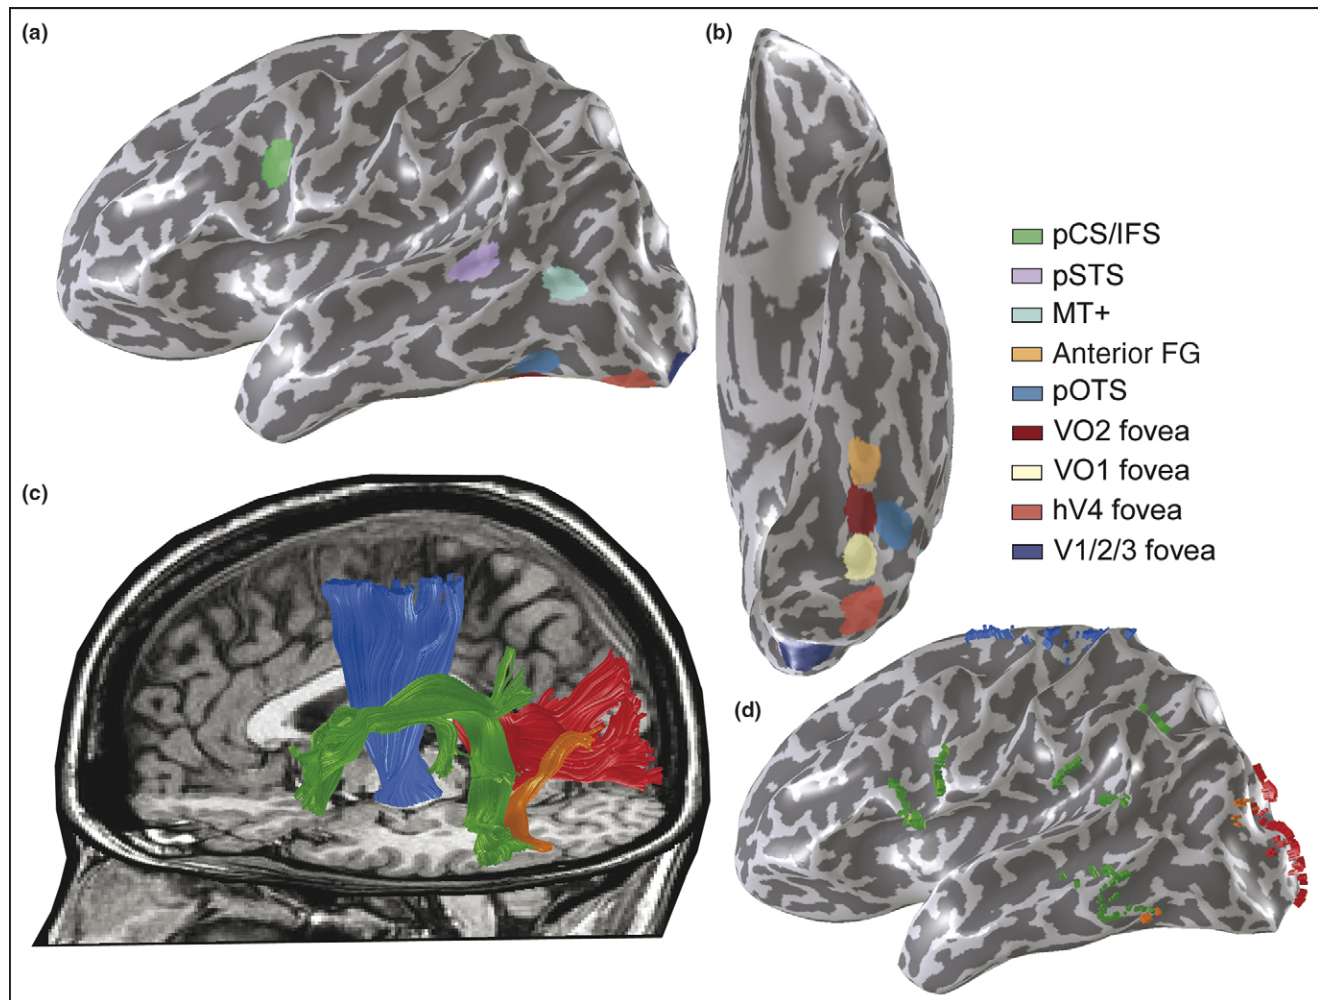 (a)
(b)
pCS/IFS
pSTS
MT+
Anterior FG
pOTS
VO2 fovea
VO1 fovea
hV4 fovea
V1/2/3 fovea
(c)
(d)